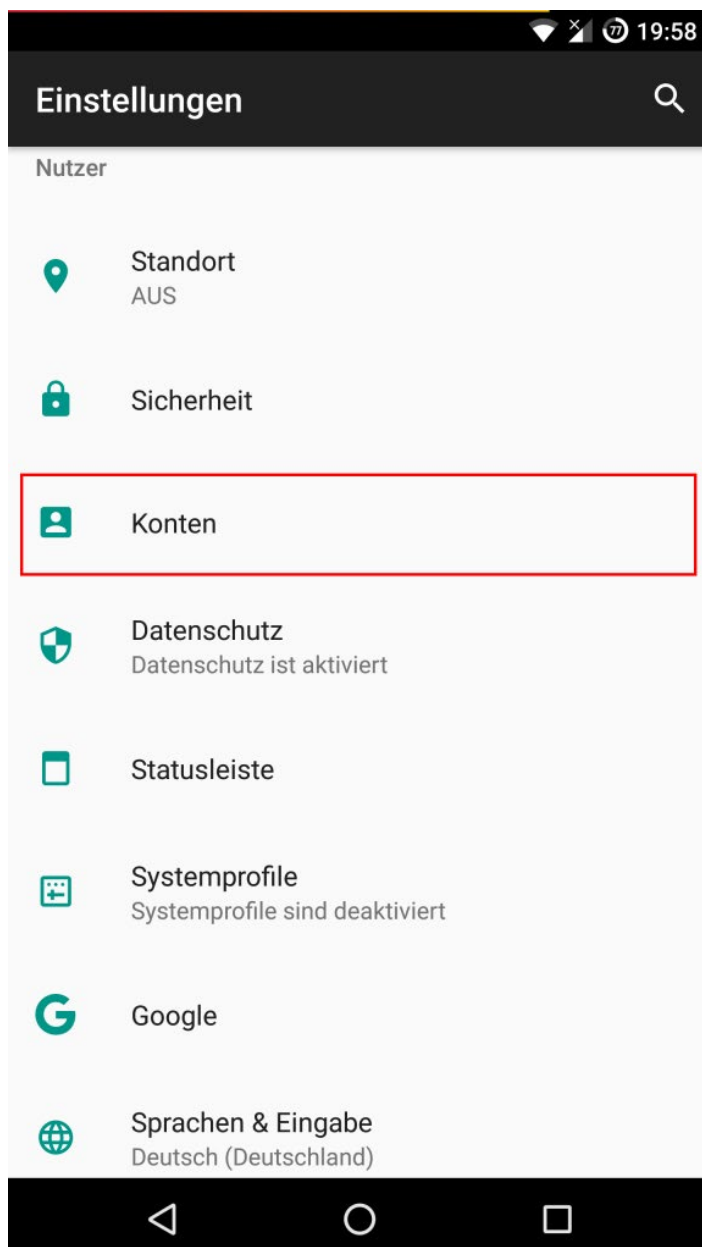 77 19:58
Einstellungen
Nutzer
Standort
AUS
Sicherheit
Konten
Datenschutz
Datenschutz ist aktiviert
Statusleiste
Systemprofile
Systemprofile sind deaktiviert
Google
Sprachen & Eingabe
Deutsch (Deutschland)